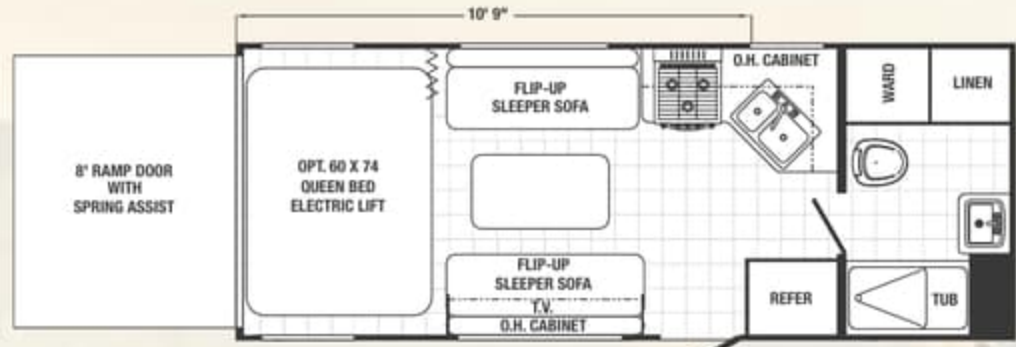 10' 9"
O.H. CABINET
WARD
LINEN
FLIP-UP
SLEEPER SOFA
8' RAMP DOOR
WITH
SPRING ASSIST
OPT. 60 X 74
QUEEN BED
ELECTRIC LIFT
FLIP-UP
SLEEPER SOFA
T.V.
O.H. CABINET
REFER
TUB